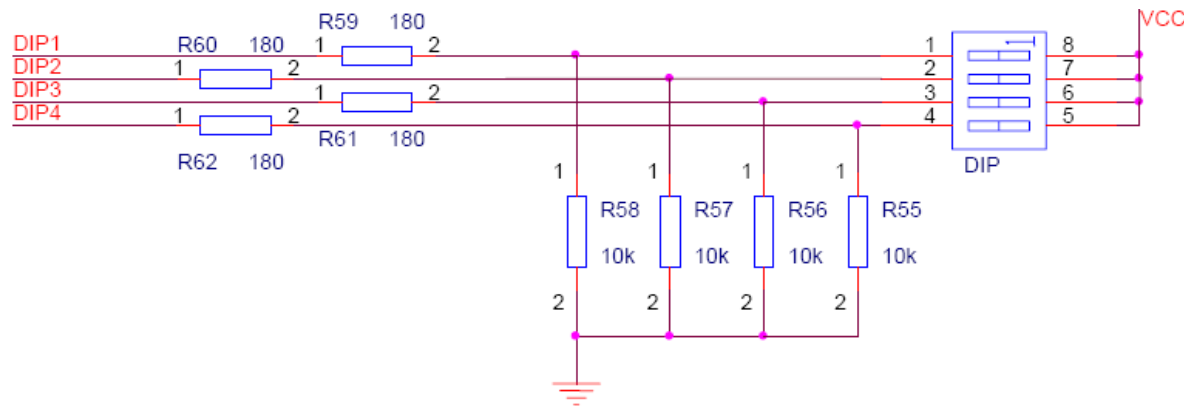 R59 180
VCC
DIP1 R60 180 1 2 1 8
DIP2 1 2 2 7
DIP3 1 2 3 6
DIP4 1 2 4 5
R62 180 R61 180 DIP
1 1 1 1
R58 R57 R56 R55
10k 10k 10k 10k
2 2 2 2